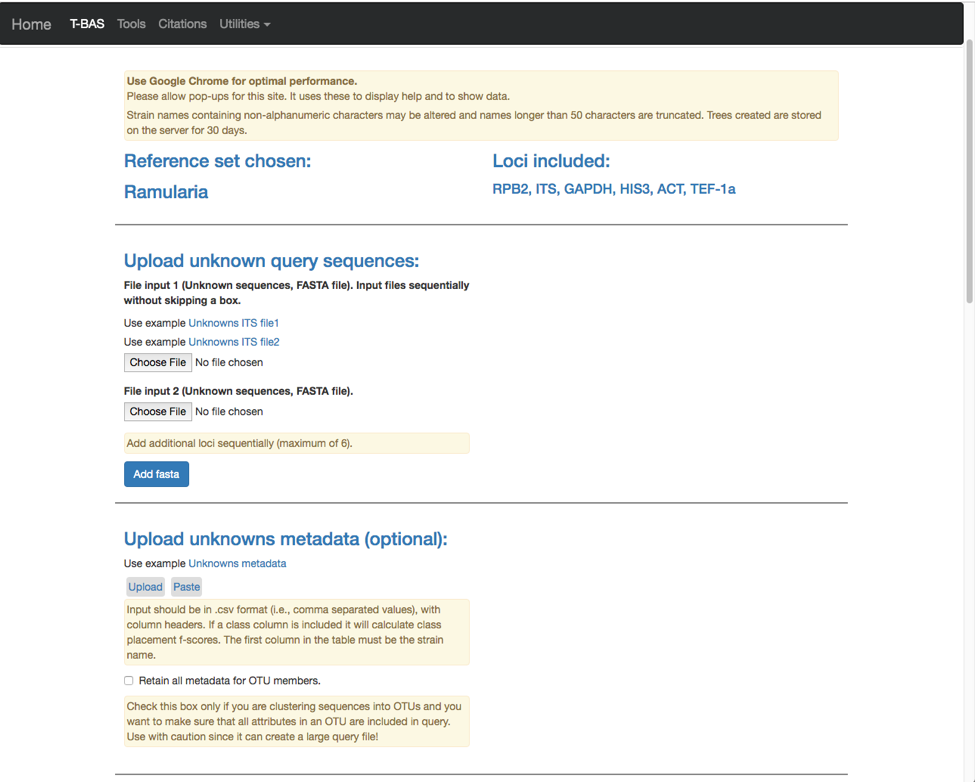 Home T-BAS Tools Citations Utilities
Use Google Chrome for optimal performance.
Please allow pop-ups for this site. It uses these to display help and to show data.
Strain names containing non-alphanumeric characters may be altered and names longer than 50 characters are truncated. Trees created are stored
on the server for 30 days.
Reference set chosen:
Ramularia
Loci included:
RPB2, ITS, GAPDH, HIS3, ACT, TEF-1a
Upload unknown query sequences:
File input 1 (Unknown sequences, FASTA file). Input files sequentially
without skipping a box.
Use example Unknowns ITS file1
Use example Unknowns ITS file2
Choose File No file chosen
File input 2 (Unknown sequences, FASTA file).
Choose File No file chosen
Add additional loci sequentially (maximum of 6).
Add fasta
Upload unknowns metadata (optional):
Use example Unknowns metadata
Upload Paste
Input should be in .csv format (i.e., comma separated values), with
column headers. If a class column is included it will calculate class
placement f-scores. The first column in the table must be the strain
name.
Retain all metadata for OTU members.
Check this box only if you are clustering sequences into OTUs and you
want to make sure that all attributes in an OTU are included in query.
Use with caution since it can create a large query file!